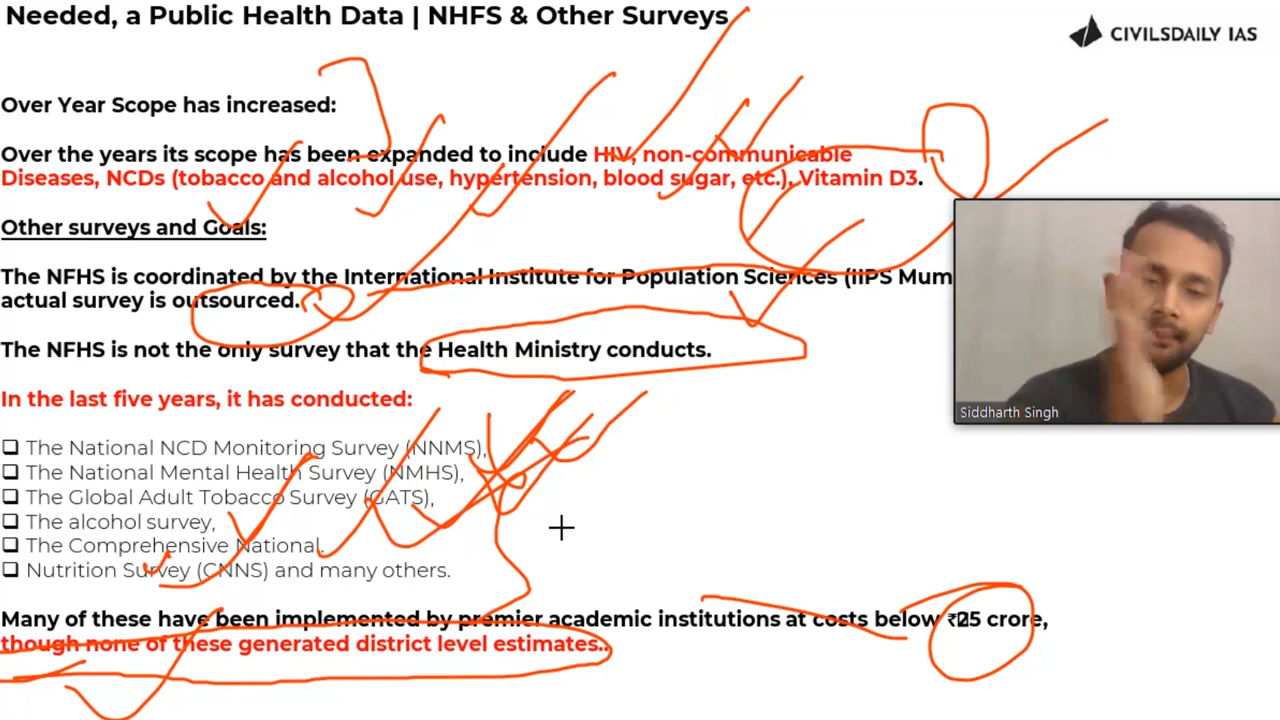 Needed, a Public Health Data | NHFS & Other Surveys
CIVILSDAILY IAS
Over Year Scope has increased:
Over the years its scope has been expanded to include HIV, non-communicable
Diseases, NCDs (tobacco and alcohol use, hypertension, blood sugar, etc.), Vitamin D3.
Other surveys and Goals:
The NFHS is coordinated by the International Institute for Population Sciences (IIPS Mum
actual survey is outsourced.
The NFHS is not the only survey that the Health Ministry conducts.
Siddharth Singh
In the last five years, it has conducted:
The National NCD Monitoring Survey (NNMS),
The National Mental Health Survey (NMHS),
The Global Adult Tobacco Survey (GATS),
The alcohol survey,
The Comprehensive National.
Nutrition Survey (CNNS) and many others.
Many of these have been implemented by premier academic institutions at costs below ₹25 crore,
though none of these generated district level estimates..